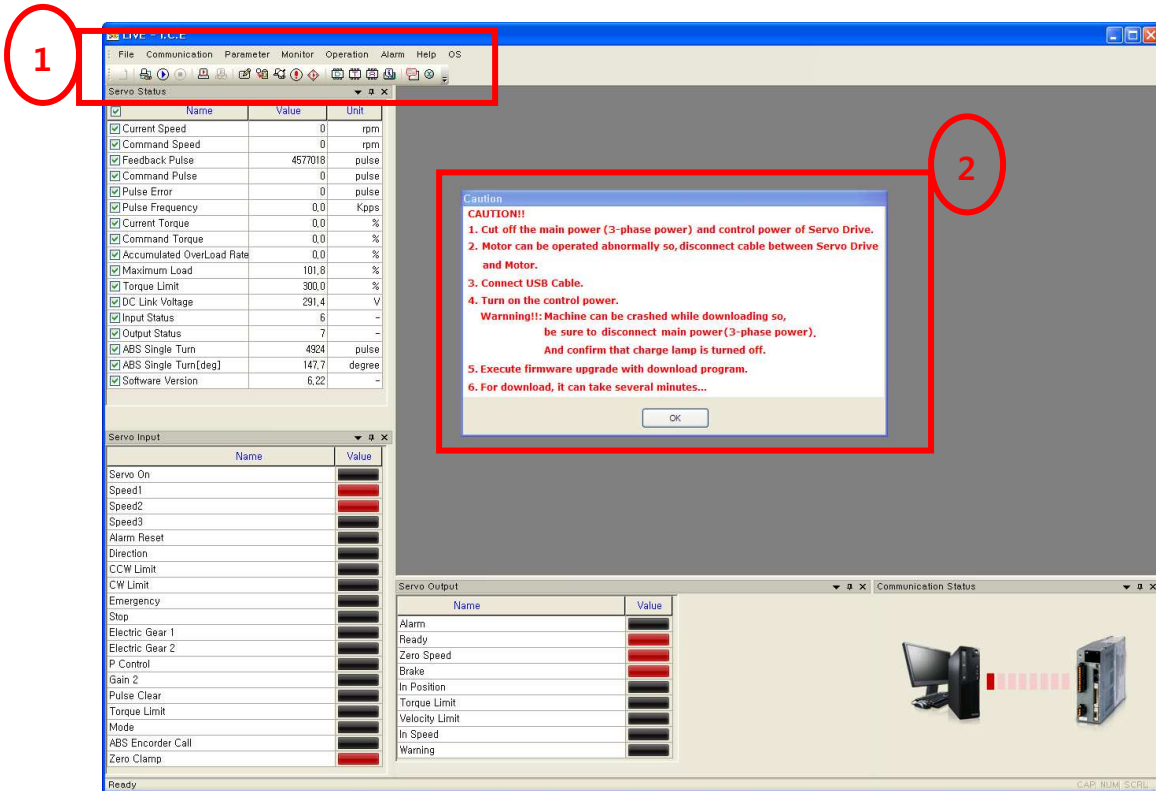 1
LIVE - I.C.E
File Communication Parameter Monitor Operation Alarm Help OS
Servo Status
Name Value Unit
Current Speed 0 rpm
Command Speed 0 rpm
Feedback Pulse 4577018 pulse
Command Pulse 0 pulse
Pulse Error 0 pulse
Pulse Frequency 0,0 Kpps
Current Torque 0,0 %
Command Torque 0,0 %
Accumulated OverLoad Rate 0,0 %
Maximum Load 101,8 %
Torque Limit 300,0 %
DC Link Voltage 291,4 V
Input Status 6 -
Output Status 7 -
ABS Single Turn 4924 pulse
ABS Single Turn[deg] 147,7 degree
Software Version 6,22 -
2
Caution
CAUTION!!
1. Cut off the main power (3-phase power) and control power of Servo Drive.
2. Motor can be operated abnormally so, disconnect cable between Servo Drive
and Motor.
3. Connect USB Cable.
4. Turn on the control power.
Warnning!!: Machine can be crashed while downloading so,
be sure to disconnect main power(3-phase power).
And confirm that charge lamp is turned off.
5. Execute firmware upgrade with download program.
6. For download, it can take several minutes...
OK
Servo Input
Name Value
Servo On
Speed1
Speed2
Speed3
Alarm Reset
Direction
CCW Limit
CW Limit
Emergency
Stop
Electric Gear 1
Electric Gear 2
P Control
Gain 2
Pulse Clear
Torque Limit
Mode
ABS Encorder Call
Zero Clamp
Servo Output
Name Value
Alarm
Ready
Zero Speed
Brake
In Position
Torque Limit
Velocity Limit
In Speed
Warning
Communication Status
Ready
CAP NUM SCRL